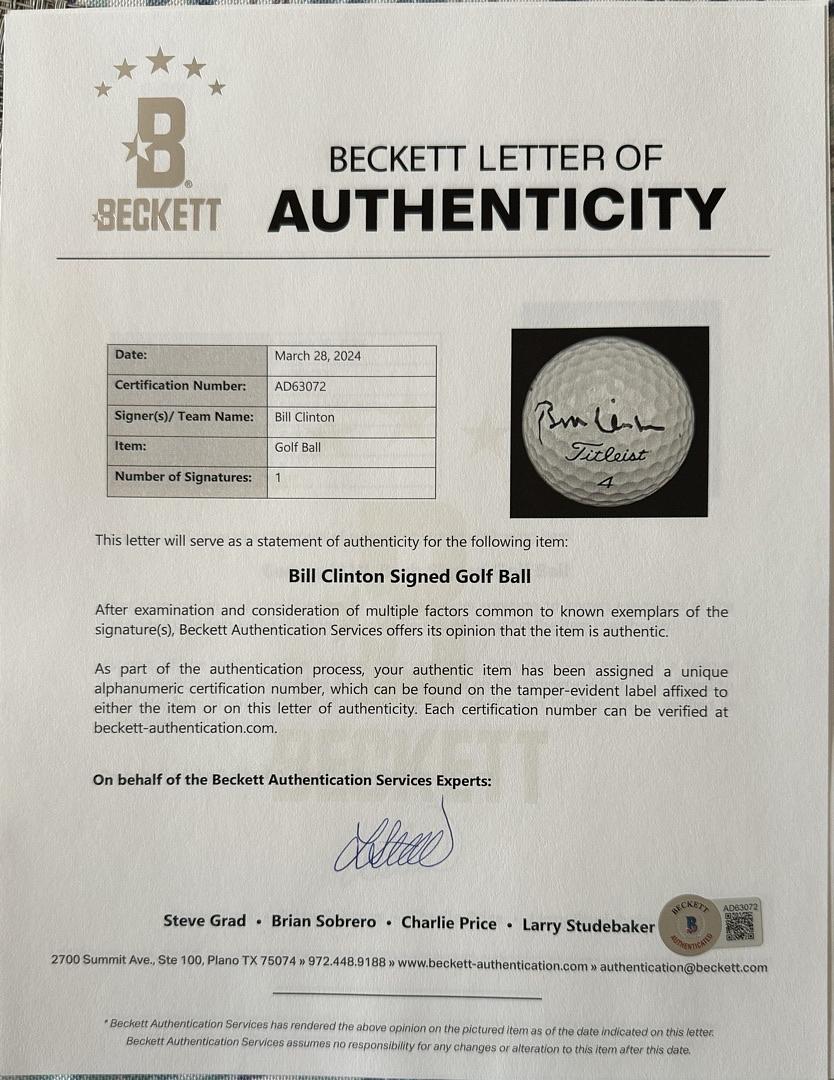 B
®
BECKETT
BECKETT LETTER OF
AUTHENTICITY
Date: March 28, 2024
Certification Number: AD63072
Signer(s)/ Team Name: Bill Clinton
Item: Golf Ball
Number of Signatures: 1
Bill Clinton
Titleist
4
This letter will serve as a statement of authenticity for the following item:
Bill Clinton Signed Golf Ball
After examination and consideration of multiple factors common to known exemplars of the
signature(s), Beckett Authentication Services offers its opinion that the item is authentic.
As part of the authentication process, your authentic item has been assigned a unique
alphanumeric certification number, which can be found on the tamper-evident label affixed to
either the item or on this letter of authenticity. Each certification number can be verified at
beckett-authentication.com.
BECKETT
On behalf of the Beckett Authentication Services Experts:
Steve Grad • Brian Sobrero • Charlie Price • Larry Studebaker
BECKETT
B
AUTHENTICATED
AD63072
2700 Summit Ave., Ste 100, Plano TX 75074 » 972.448.9188 » www.beckett-authentication.com » authentication@beckett.com
* Beckett Authentication Services has rendered the above opinion on the pictured item as of the date indicated on this letter.
Beckett Authentication Services assumes no responsibility for any changes or alteration to this item after this date.